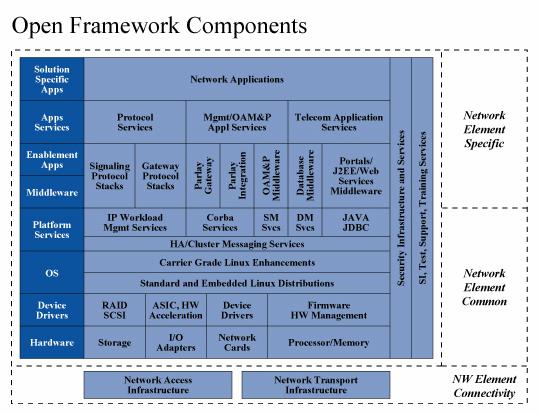 Open Framework Components
Solution
Specific
Apps
Network Applications
Apps
Services
Protocol
Services
Mgmt/OAM&P
Appl Services
Telecom Application
Services
Enablement
Apps
Middleware
Signaling
Protocol
Stacks
Gateway
Protocol
Stacks
Parlay
Gateway
Parlay
Integration
OAM&P
Middleware
Database
Middleware
Portals/
J2EE/Web
Services
Middleware
Platform
Services
IP Workload
Mgmt Services
Corba
Services
SM
Svcs
DM
Svcs
JAVA
JDBC
HA/Cluster Messaging Services
OS
Carrier Grade Linux Enhancements
Standard and Embedded Linux Distributions
Device
Drivers
RAID
SCSI
ASIC, HW
Acceleration
Device
Drivers
Firmware
HW Management
Hardware
Storage
I/O
Adapters
Network
Cards
Processor/Memory
Security Infrastructure and Services
SI, Test, Support, Training Services
Network
Element
Specific
Network
Element
Common
Network Access
Infrastructure
Network Transport
Infrastructure
NW Element
Connectivity